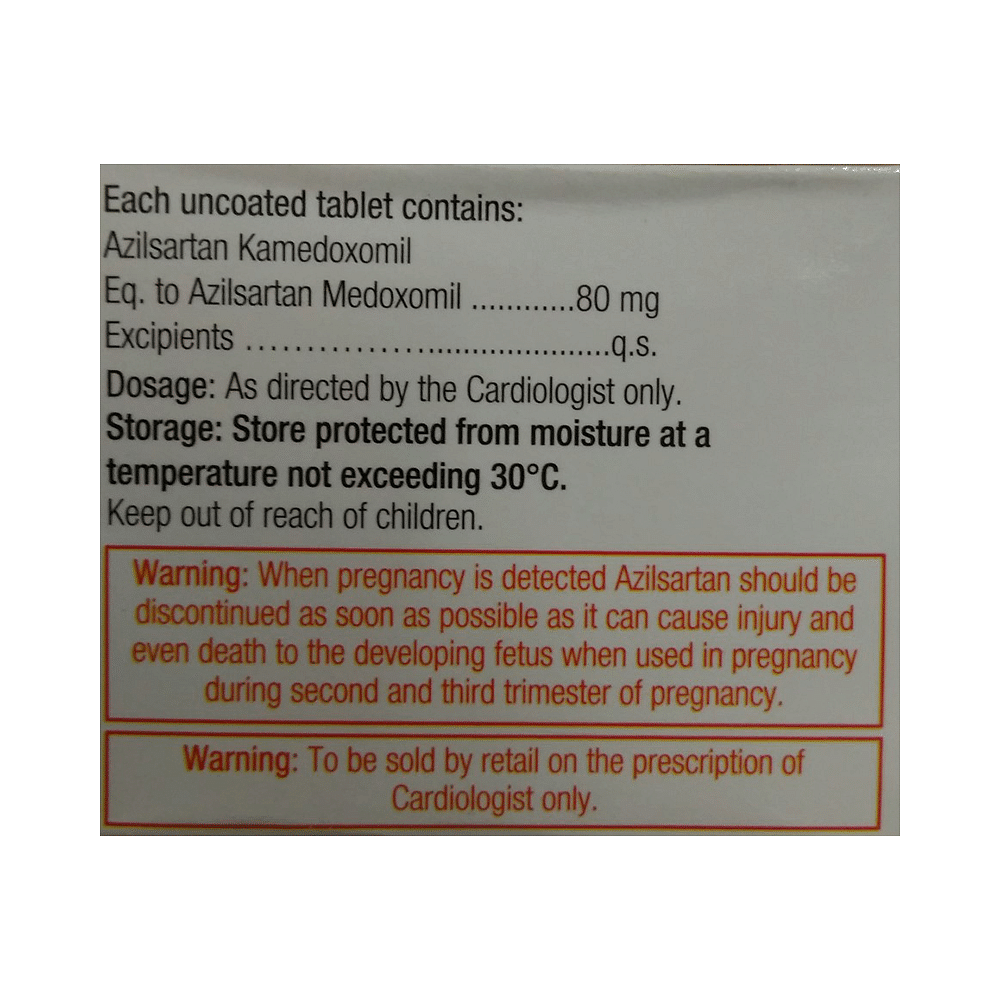 Each uncoated tablet contains:
Azilsartan Kamedoxomil
Eq. to Azilsartan Medoxomil ............80 mg
Excipients ......................................q.s.
Dosage: As directed by the Cardiologist only.
Storage: Store protected from moisture at a
temperature not exceeding 30°C.
Keep out of reach of children.
Warning: When pregnancy is detected Azilsartan should be
discontinued as soon as possible as it can cause injury and
even death to the developing fetus when used in pregnancy
during second and third trimester of pregnancy.
Warning: To be sold by retail on the prescription of
Cardiologist only.